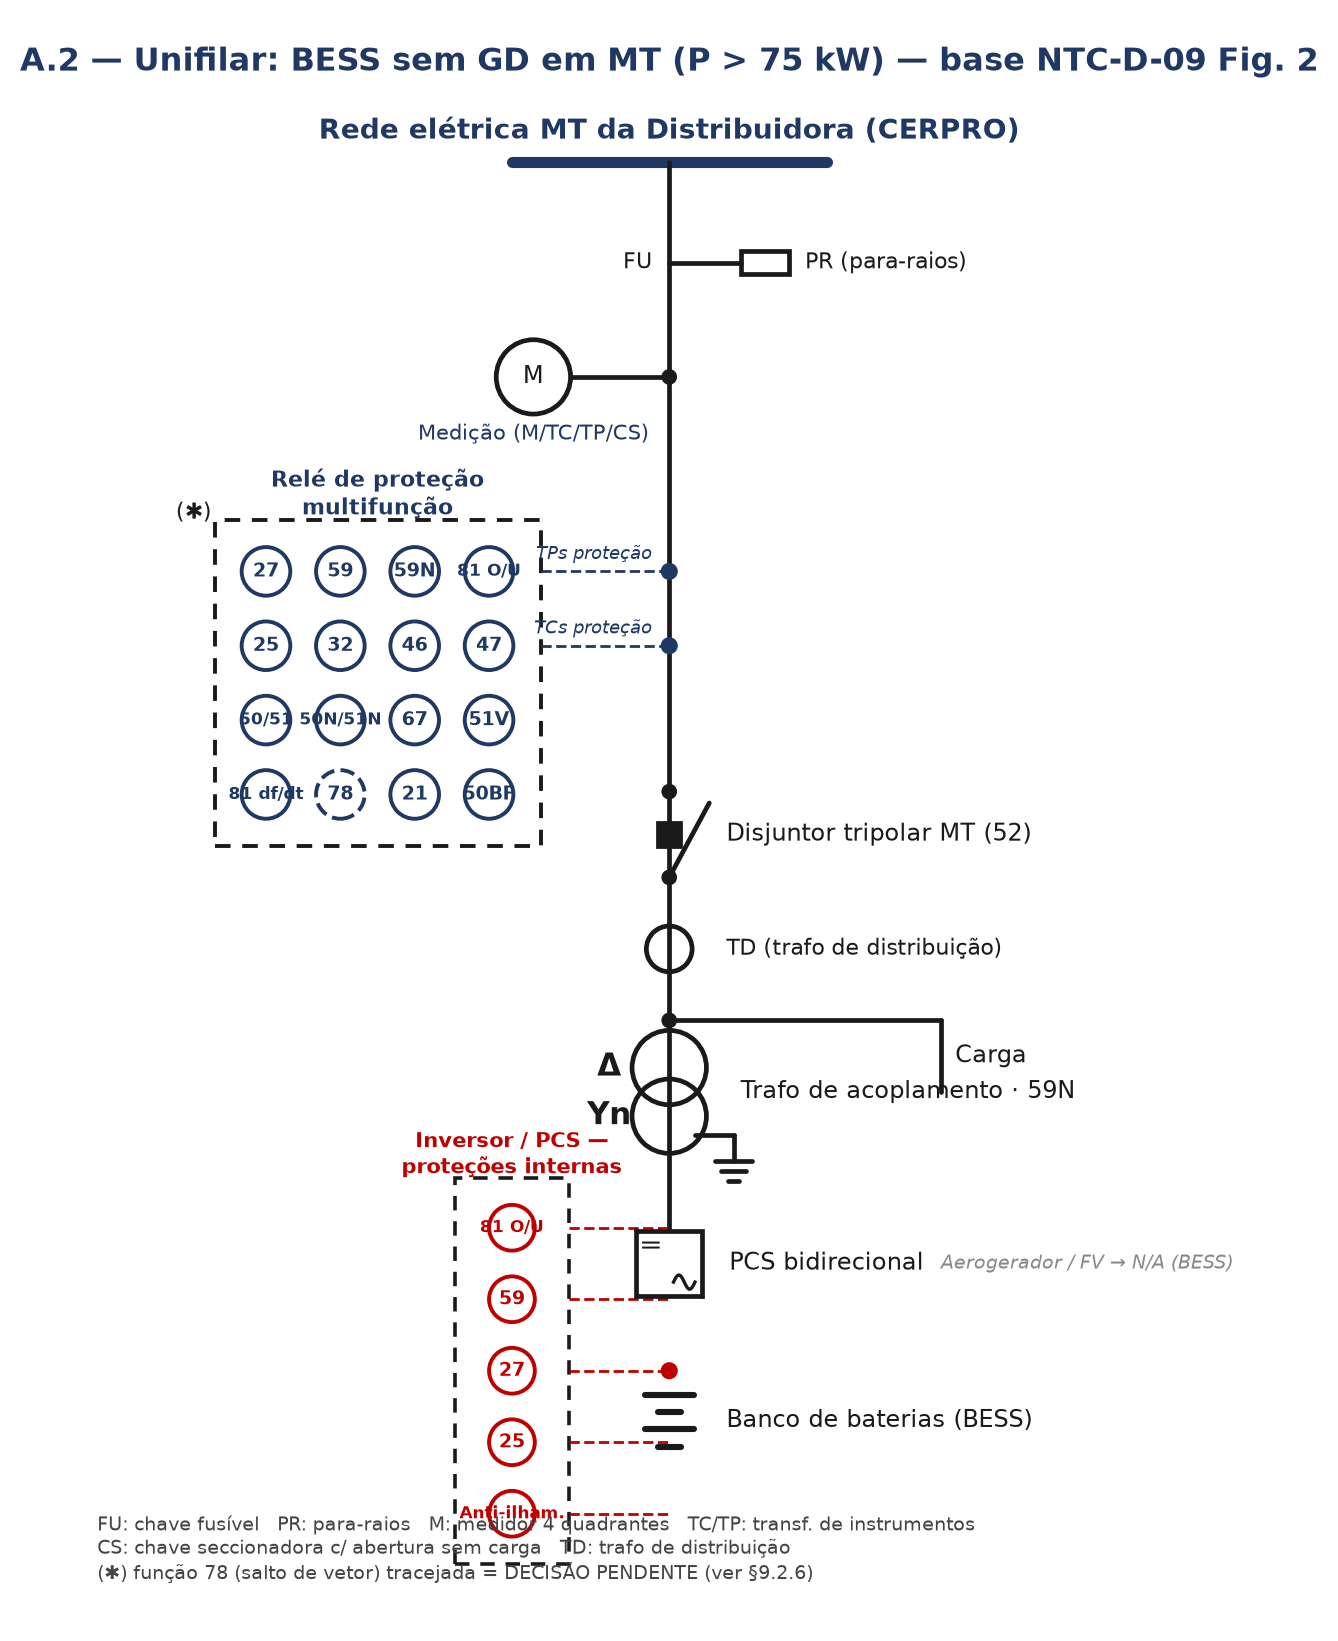 A.2 — Unifilar: BESS sem GD em MT (P > 75 kW) — base NTC-D-09 Fig. 2
Rede elétrica MT da Distribuidora (CERPRO)
FU
PR (para-raios)
M
Medição (M/TC/TP/CS)
Relé de proteção
multifunção
(✱)
27 59 59N 81 O/U
TPs proteção
25 32 46 47
TCs proteção
50/51 50N/51N 67 51V
81 df/dt 78 21 50BF
Disjuntor tripolar MT (52)
TD (trafo de distribuição)
Carga
Δ
Trafo de acoplamento · 59N
Yn
Inversor / PCS —
proteções internas
81 O/U
PCS bidirecional
Aerogerador / FV → N/A (BESS)
59
27
Banco de baterias (BESS)
25
Anti-ilham.
FU: chave fusível PR: para-raios M: medidor 4 quadrantes TC/TP: transf. de instrumentos
CS: chave seccionadora c/ abertura sem carga TD: trafo de distribuição
(✱) função 78 (salto de vetor) tracejada = DECISÃO PENDENTE (ver §9.2.6)